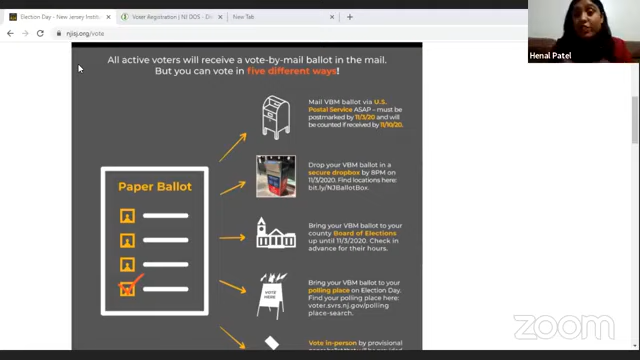 Election Day - New Jersey Instit
Voter Registration | NJ DOS - Di
New Tab
njisj.org/vote
Henal Patel
All active voters will receive a vote-by-mail ballot in the mail.
But you can vote in five different ways!
Mail VBM ballot via U.S.
Postal Service ASAP - must be
postmarked by 11/3/20 and will
be counted if received by 11/10/20.
Drop your VBM ballot in a
secure dropbox by 8PM on
11/3/2020. Find locations here:
bit.ly/NJBallotBox.
Paper Ballot
Bring your VBM ballot to your
county Board of Elections
up until 11/3/2020. Check in
advance for their hours.
VOTE
HERE
Bring your VBM ballot to your
polling place on Election Day.
Find your polling place here:
voter.svrs.nj.gov/polling
place-search.
Vote in-person by provisional
zoom